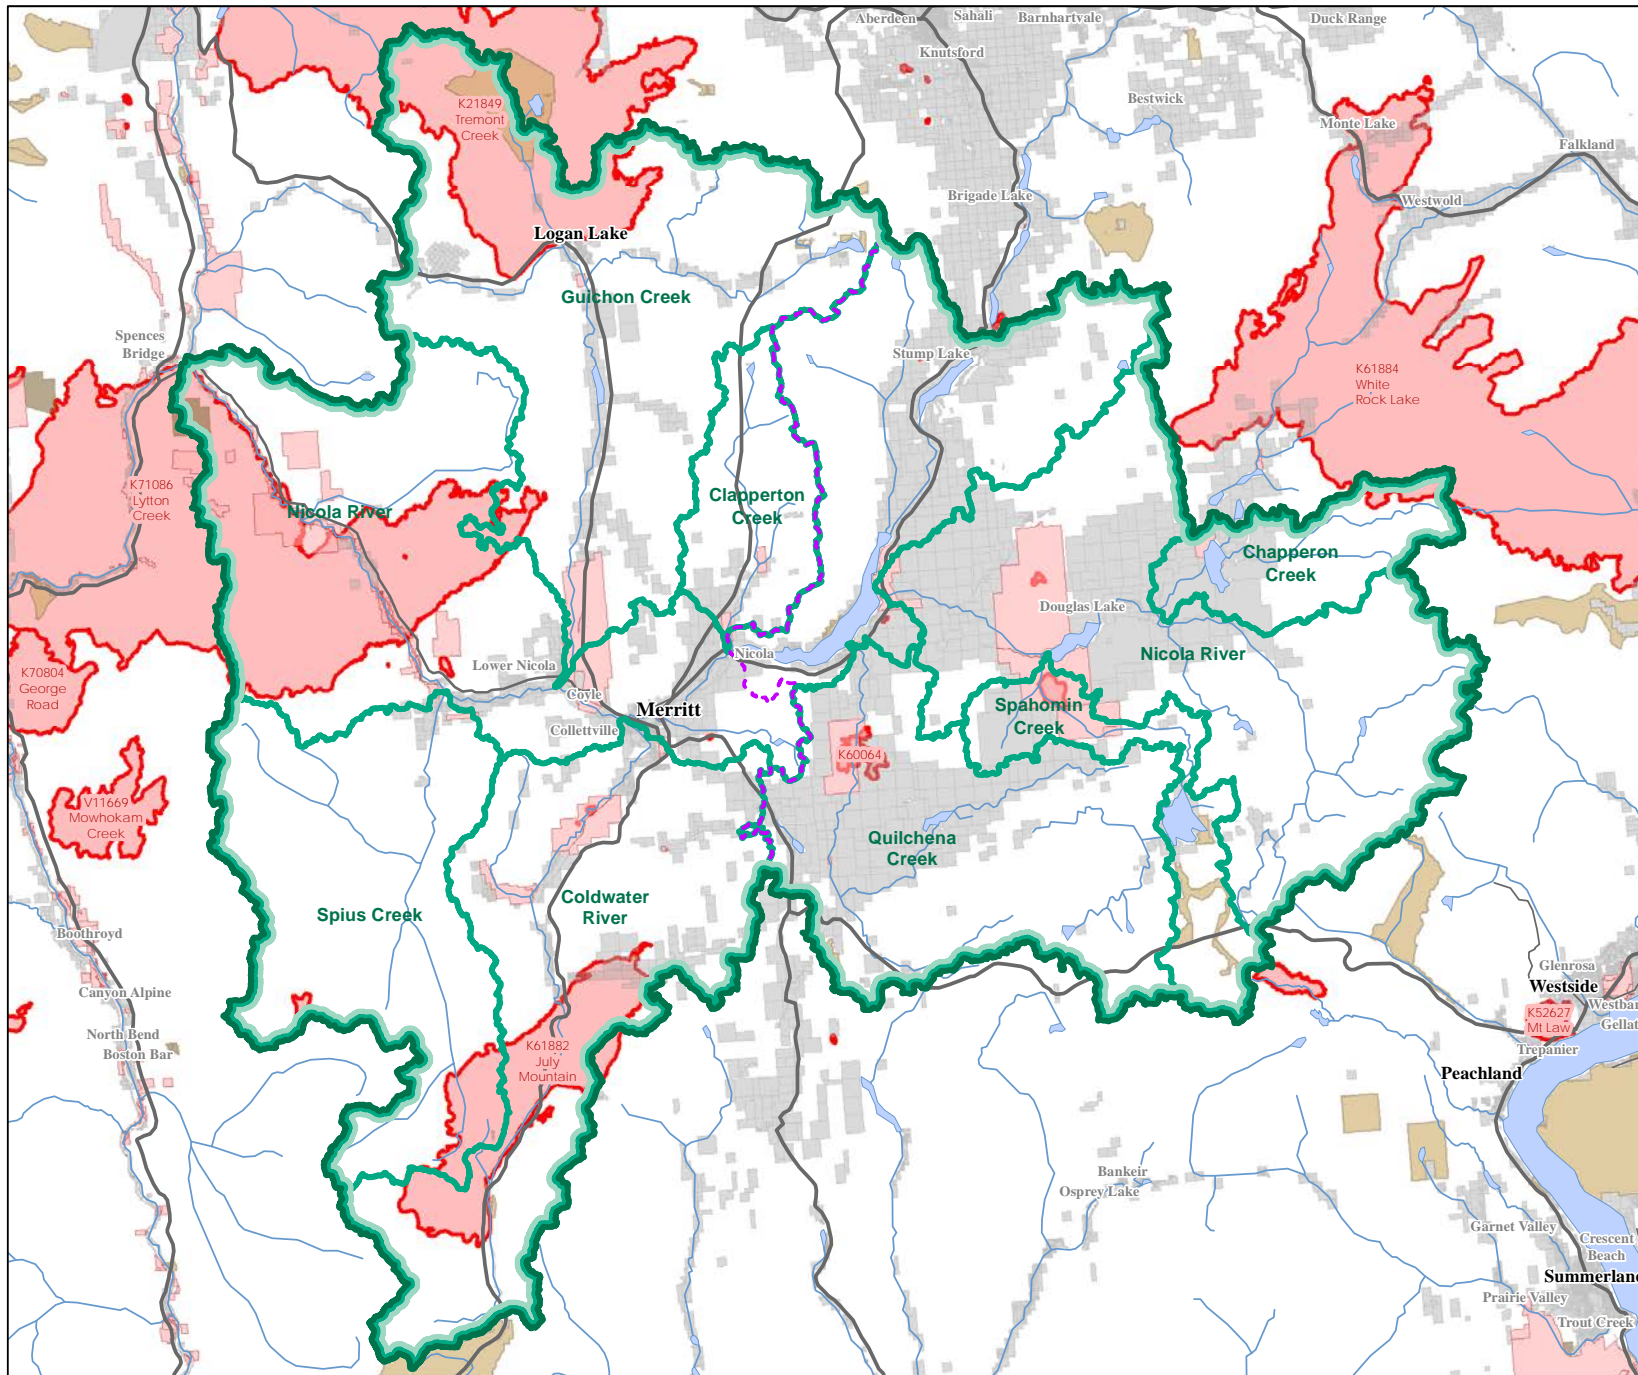 Aberdeen
Sahali
Barnhartvale
Duck Range
Knutsford
Bestwick
K21849
Tremont
Creek
Monte Lake
Falkland
Brigade Lake
Westwold
Logan Lake
Guichon Creek
Spences
Bridge
Stump Lake
K61884
White
Rock Lake
K71086
Lytton
Creek
Nicola River
Clapperton
Creek
Chapperon
Creek
Douglas Lake
Nicola River
Lower Nicola
Nicola
K70804
George
Road
Coyle
Merritt
Collettville
Spahomin
Creek
K60064
V11669
Mowhokam
Creek
Quilchena
Creek
Coldwater
River
Spius Creek
Boothroyd
Glenrosa
Westside
Canyon Alpine
Westban
K52627
Mt Law
Gellat
North Bend
Boston Bar
K61882
July
Mountain
Trepanier
Peachland
Bankeir
Osprey Lake
Garnet Valley
Crescent
Beach
Summerland
Prairie Valley
Trout Creek